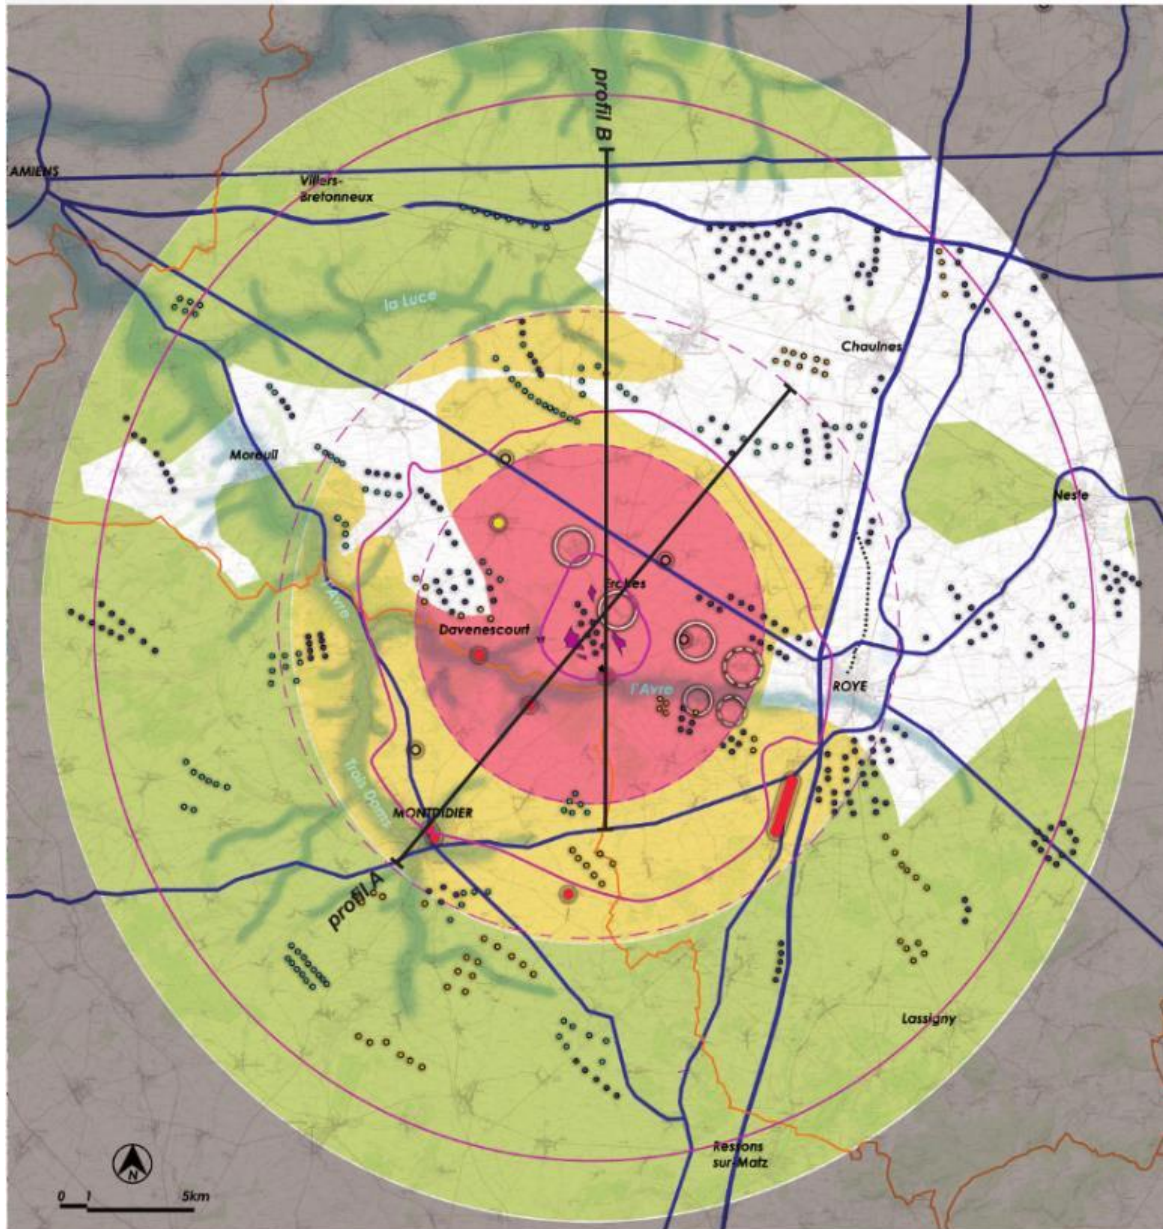 profil B
AMIENS
Villers-
Bretonneux
la Luce
Chaulnes
Moreuil
Nesle
l'Avre
Erches
Davenescourt
l'Avre
ROYE
Trois Doms
MONTDIDIER
profil A
Lassigny
Ressons
sur-Matz
N
0 1 5km